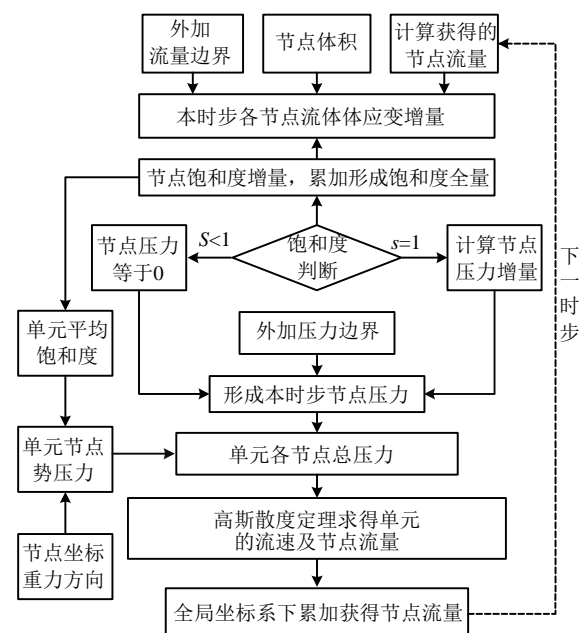 外加
流量边界
节点体积
计算获得的
节点流量
本时步各节点流体体应变增量
节点饱和度增量，累加形成饱和度全量
节点压力
等于0
S<1
饱和度
判断
s=1
计算节点
压力增量
下一时步
单元平均
饱和度
外加压力边界
形成本时步节点压力
单元节点
势压力
单元各节点总压力
高斯散度定理求得单元
的流速及节点流量
节点坐标
重力方向
全局坐标系下累加获得节点流量